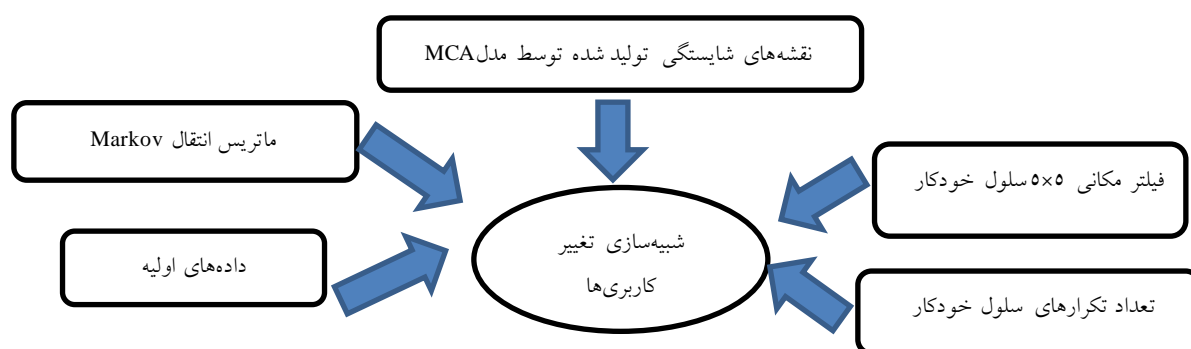 نقشه‌های شایستگی تولید شده توسط مدلMCA
ماتریس انتقال Markov
فیلتر مکانی ۵×۵سلول خودکار
شبیه‌سازی تغییر
کاربری‌ها
داده‌های اولیه
تعداد تکرارهای سلول خودکار